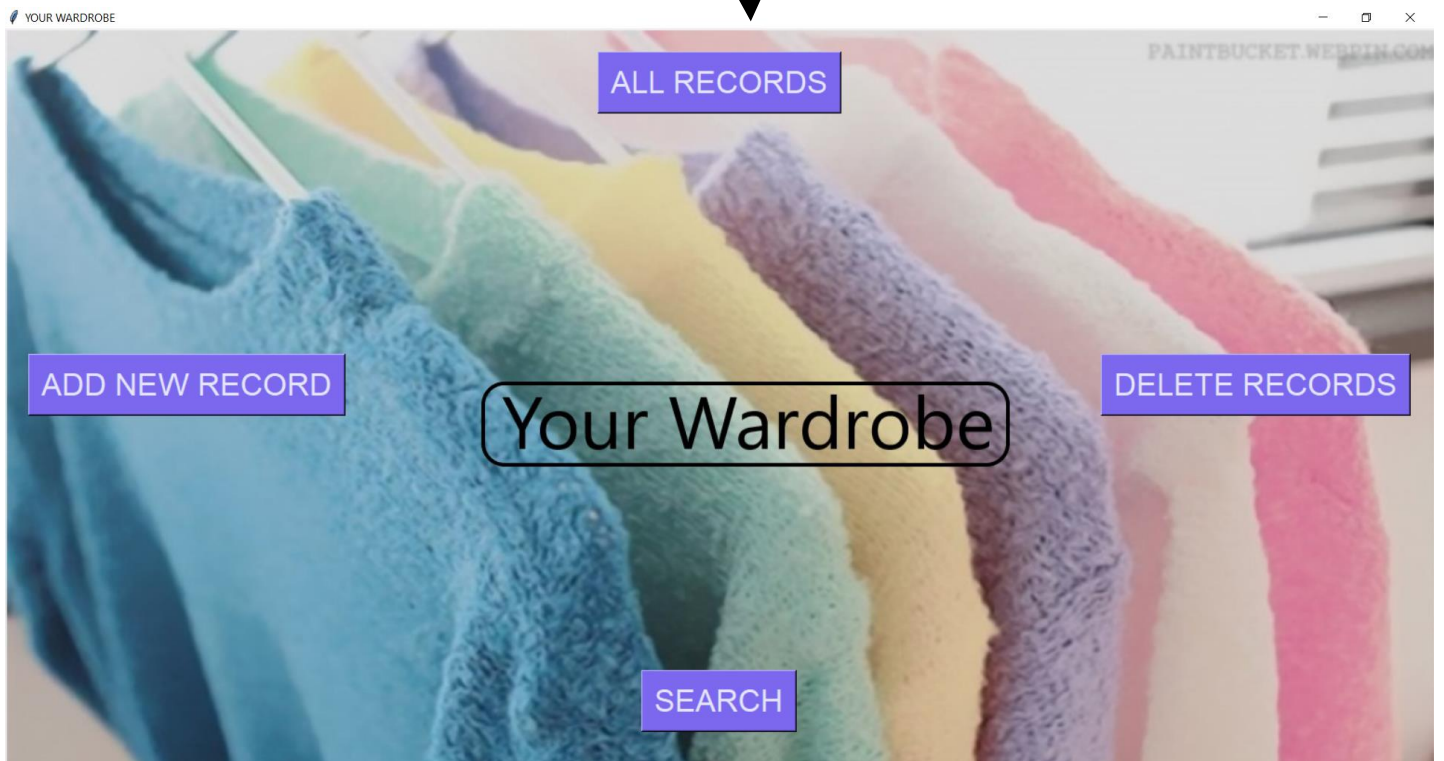 YOUR WARDROBE
PAINTBUCKET.WEBPIN.COM
ALL RECORDS
ADD NEW RECORD
DELETE RECORDS
Your Wardrobe
SEARCH